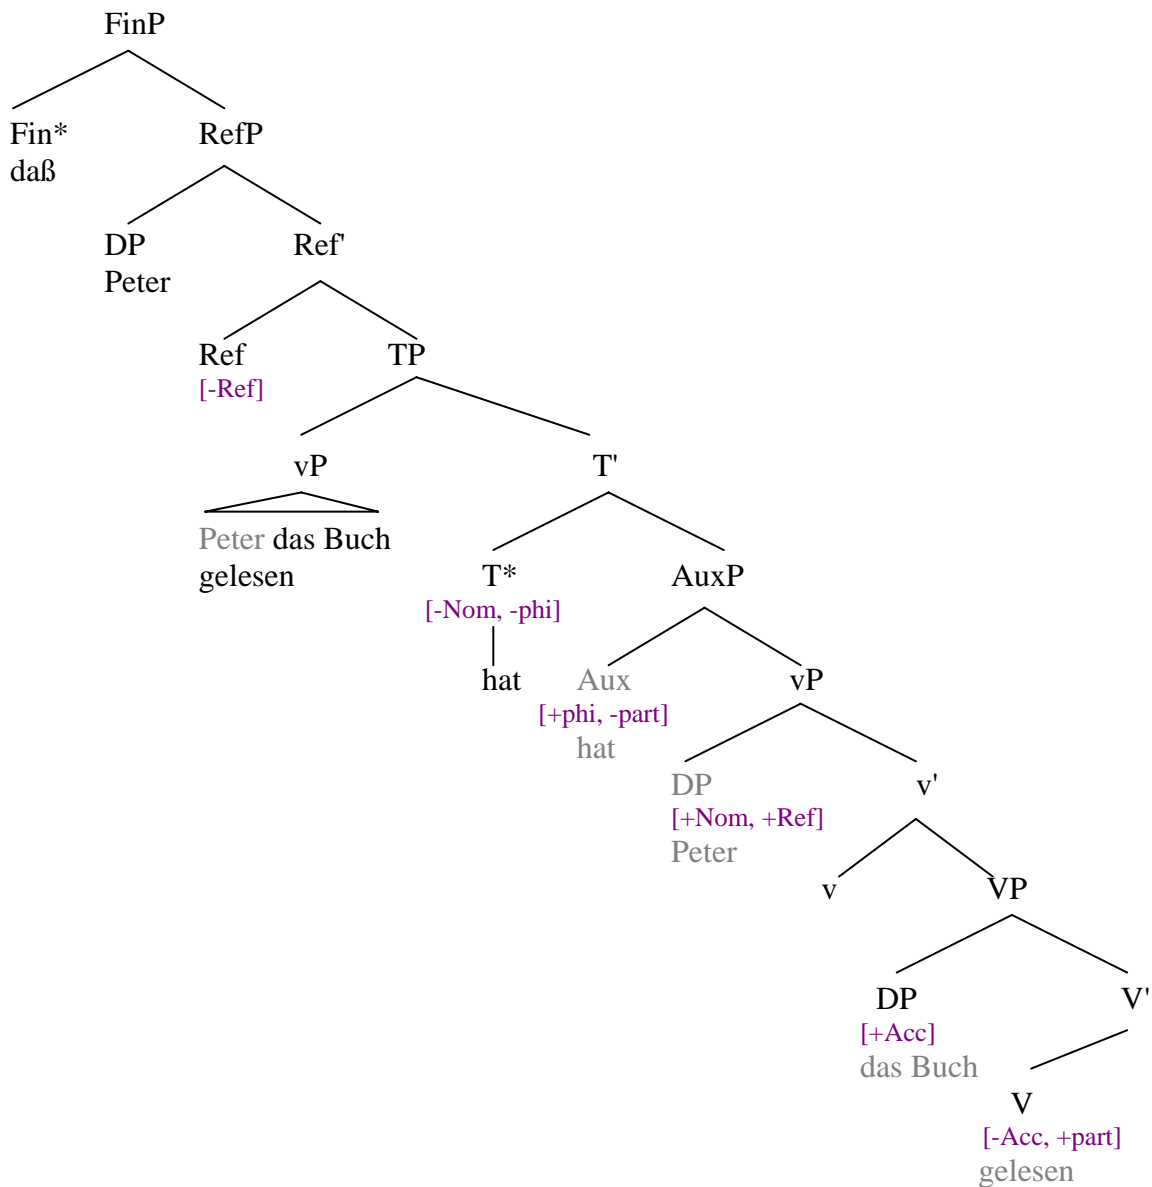 FinP
Fin* RefP
daß
DP Ref'
Peter
Ref TP
[-Ref]
vP T'
Peter das Buch
gelesen
T* AuxP
[-Nom, -phi]
hat Aux vP
[+phi, -part]
hat
DP v'
[+Nom, +Ref]
Peter
v VP
DP V'
[+Acc]
das Buch
V
[-Acc, +part]
gelesen